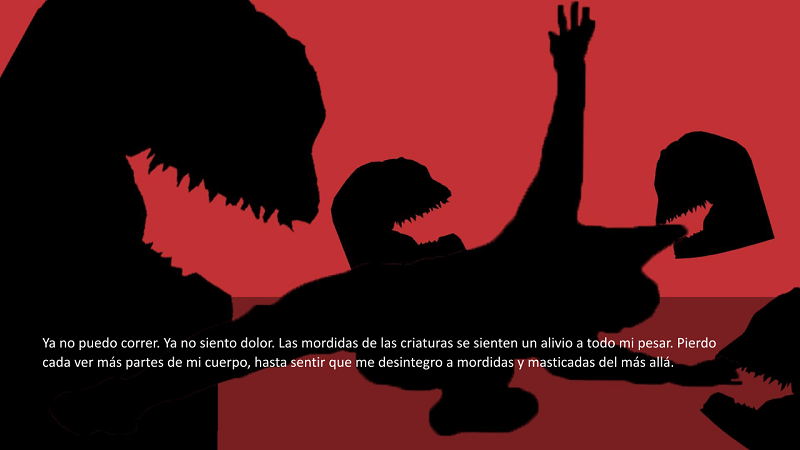 Ya no puedo correr. Ya no siento dolor. Las mordidas de las criaturas se sienten un alivio a todo mi pesar. Pierdo
cada ver más partes de mi cuerpo, hasta sentir que me desintegro a mordidas y masticadas del más allá.